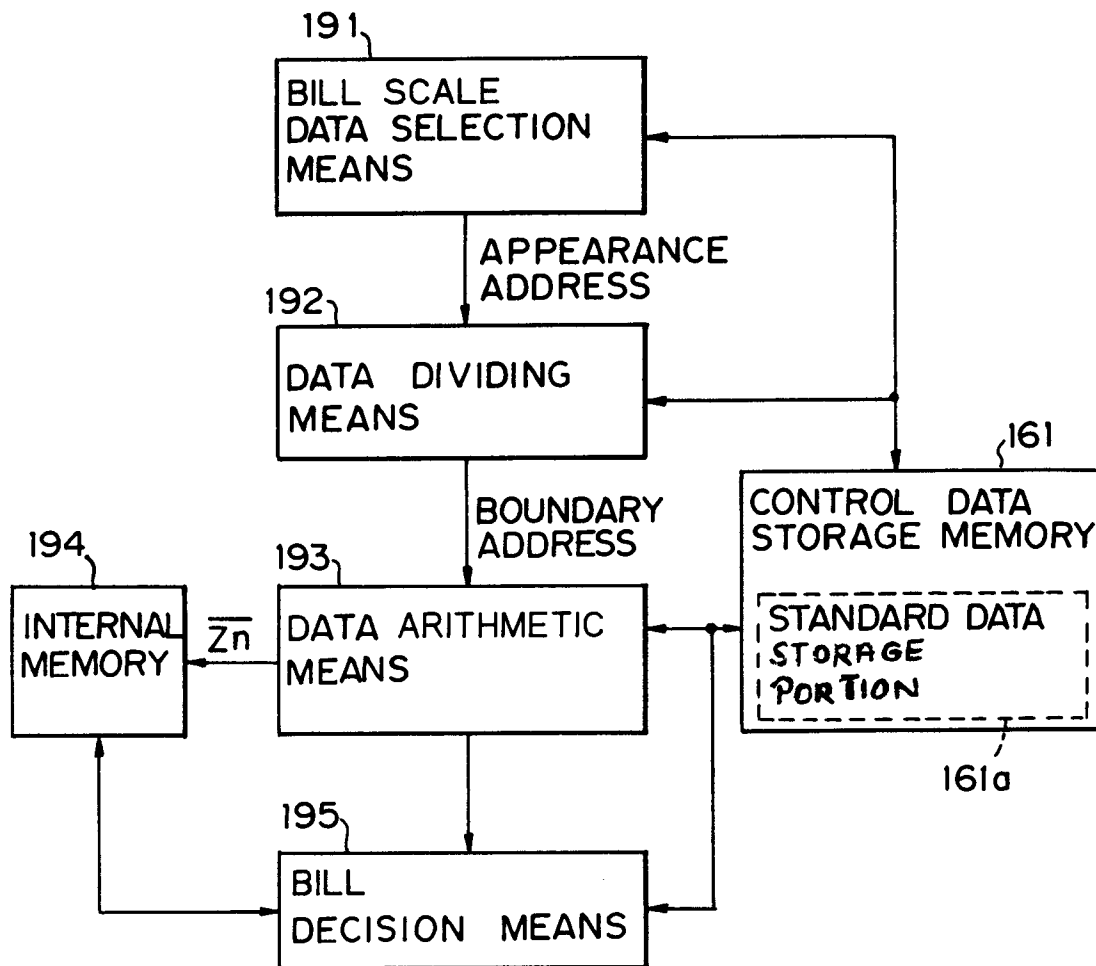 191
BILL SCALE
DATA SELECTION
MEANS
APPEARANCE
ADDRESS
192
DATA DIVIDING
MEANS
161
CONTROL DATA
STORAGE MEMORY
BOUNDARY
ADDRESS
194
193
INTERNAL
MEMORY
Z̅n̅
DATA ARITHMETIC
MEANS
STANDARD DATA
STORAGE
PORTION
161a
195
BILL
DECISION MEANS